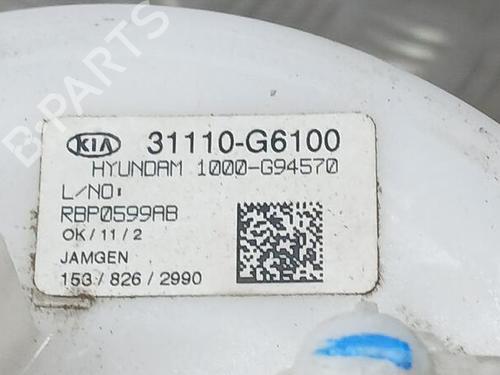 B-PARTS
KIA 31110-G6100
HYUNDAM 1000-G94570
L/NO:
RBP0599AB
OK/11/2
JAMGEN
153/826/2990